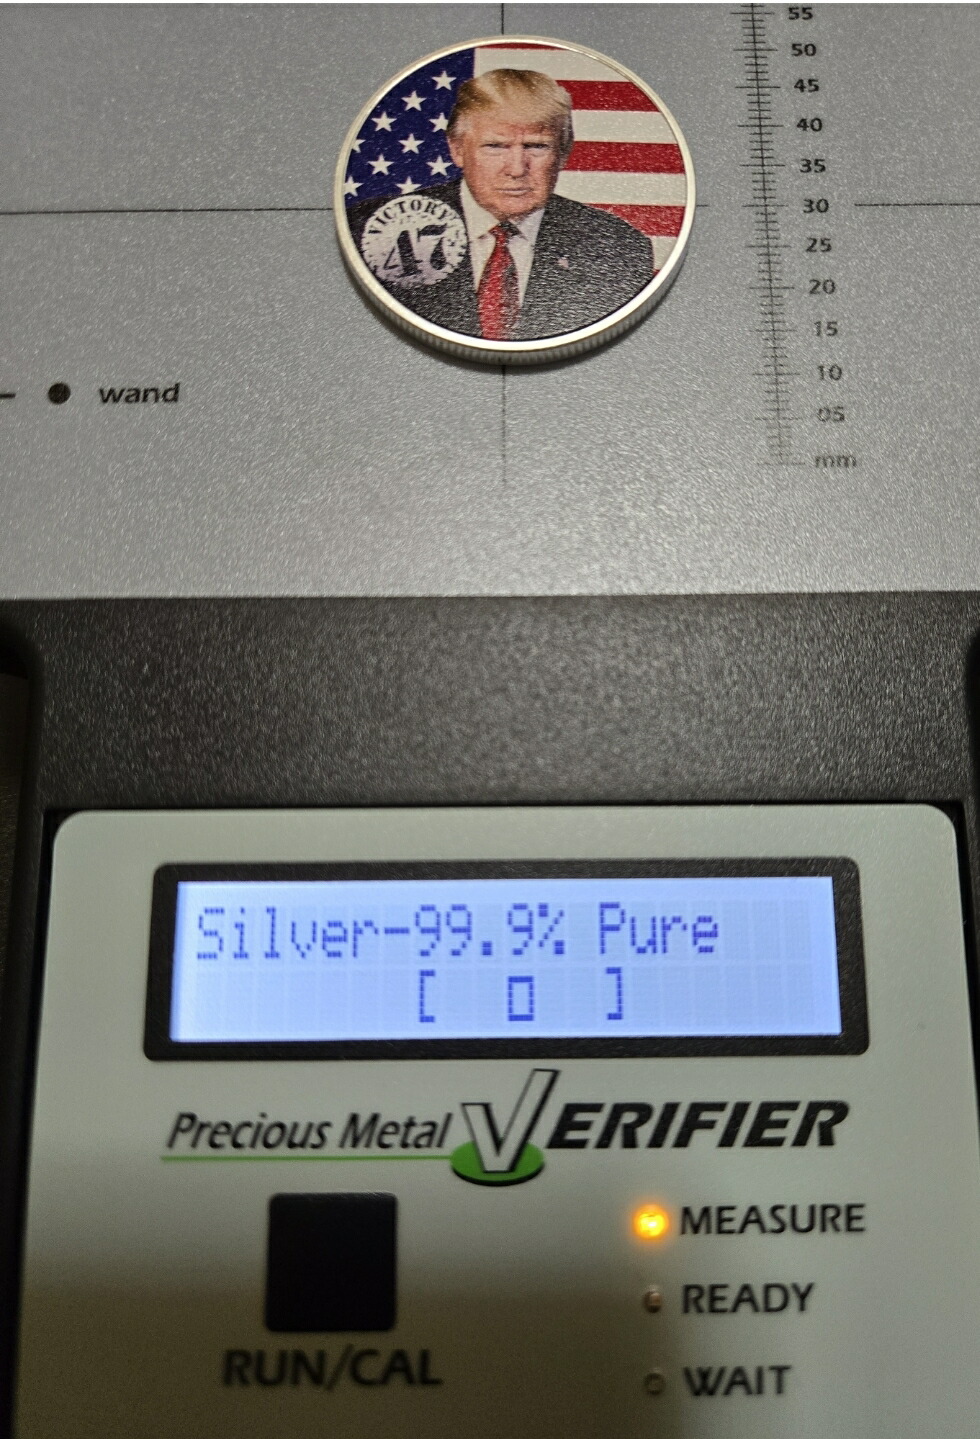 55
50
45
40
35
30
25
20
15
10
05
mm
VICTORY
47
wand
Silver-99.9% Pure
[ ▯ ]
Precious Metal VERIFIER
MEASURE
READY
RUN/CAL
WAIT